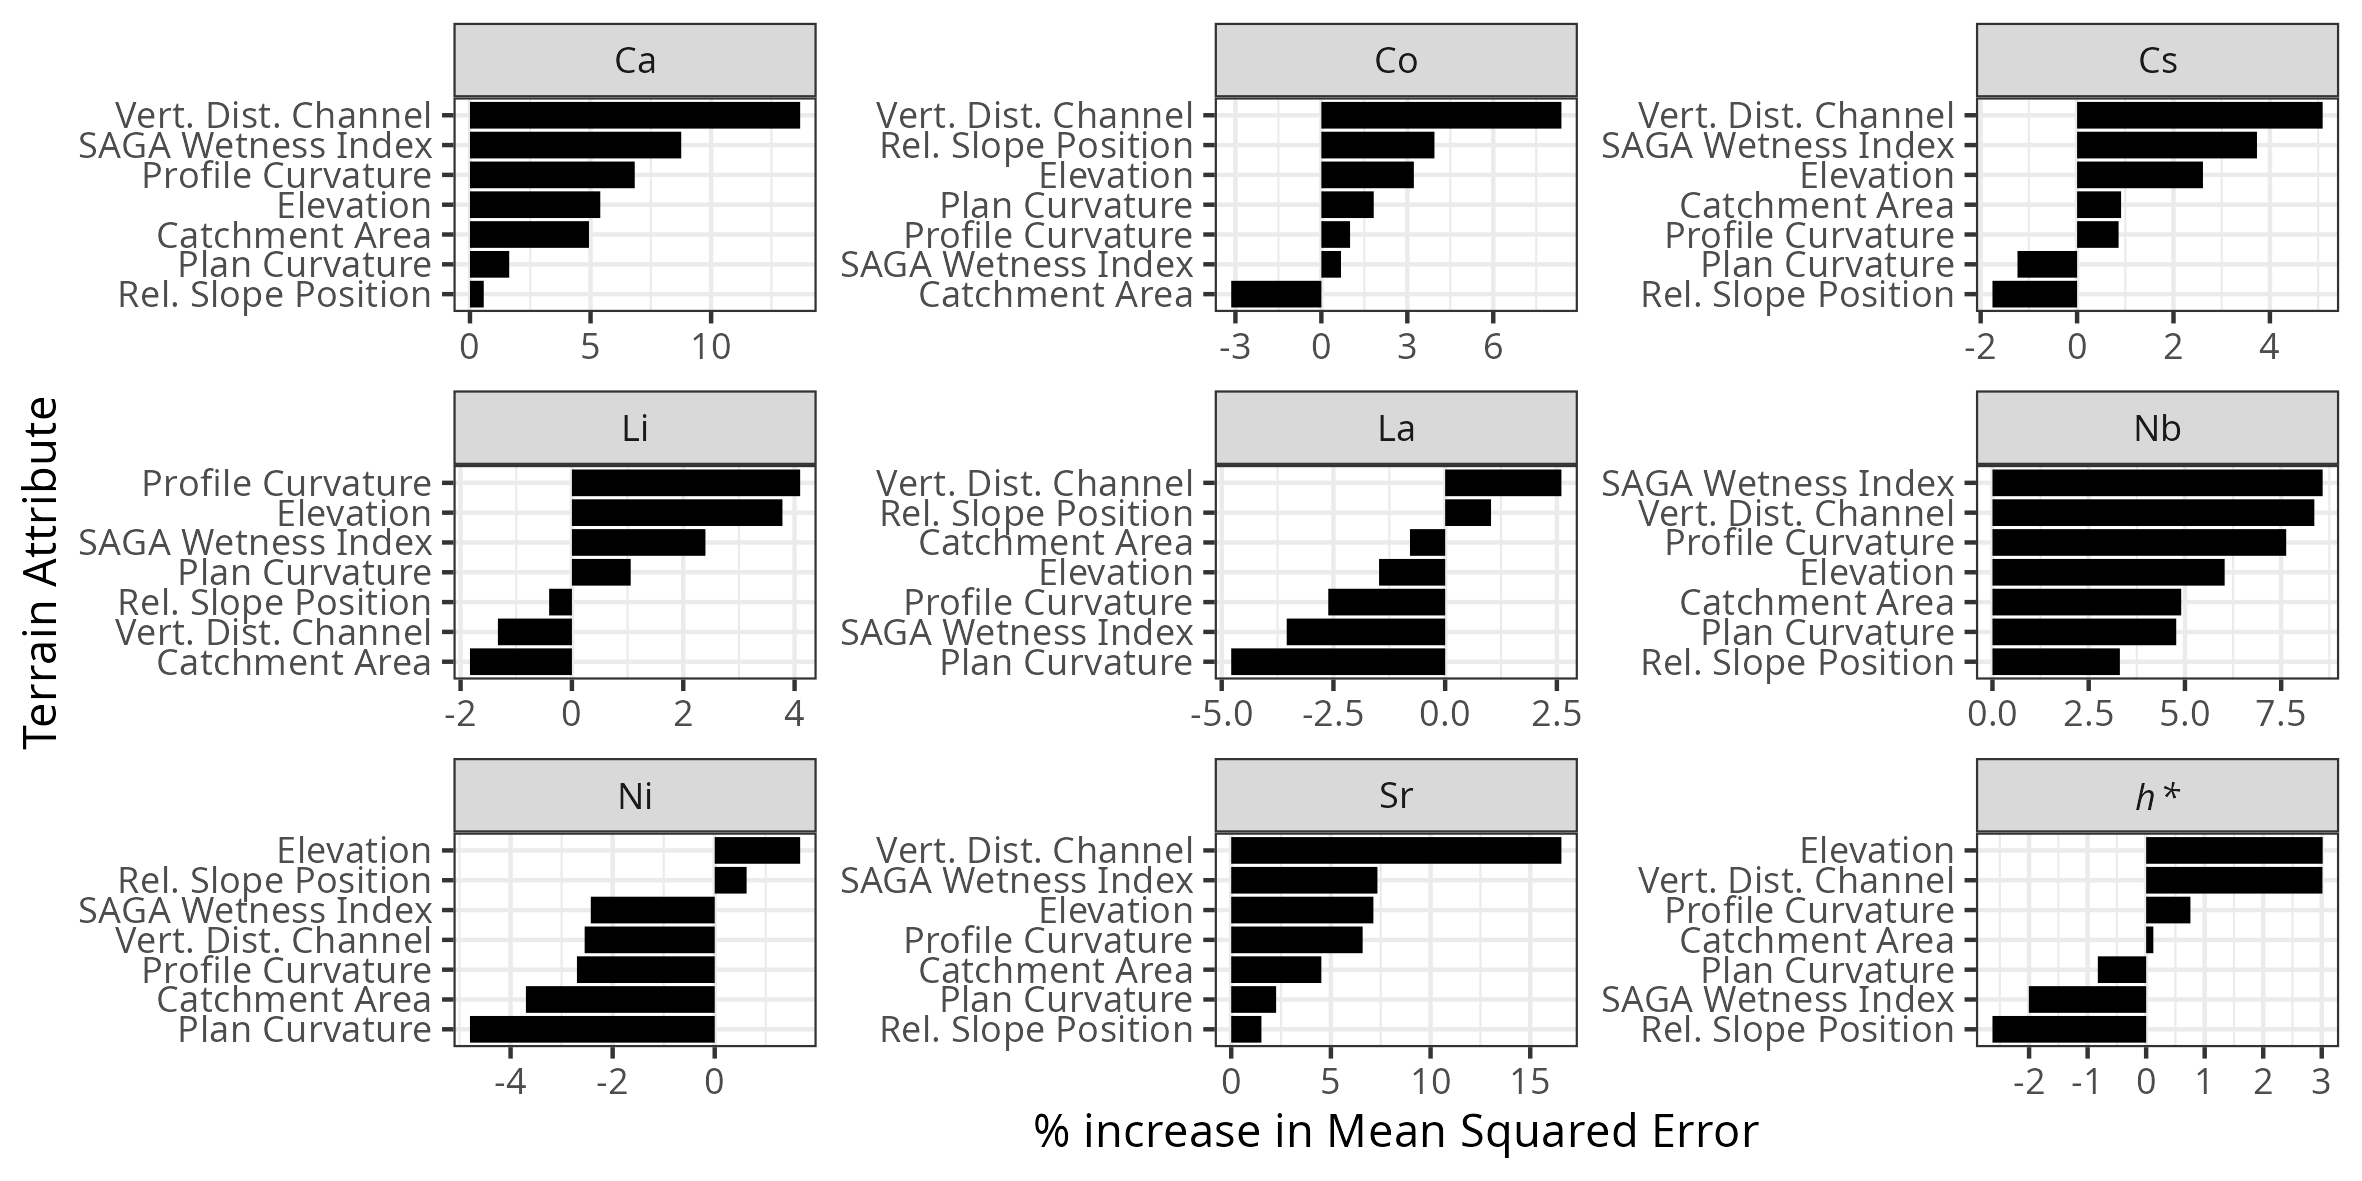 Ca
Vert. Dist. Channel
SAGA Wetness Index
Profile Curvature
Elevation
Catchment Area
Plan Curvature
Rel. Slope Position
0 5 10
Co
Vert. Dist. Channel
Rel. Slope Position
Elevation
Plan Curvature
Profile Curvature
SAGA Wetness Index
Catchment Area
-3 0 3 6
Cs
Vert. Dist. Channel
SAGA Wetness Index
Elevation
Catchment Area
Profile Curvature
Plan Curvature
Rel. Slope Position
-2 0 2 4
Terrain Attribute
Li
Profile Curvature
Elevation
SAGA Wetness Index
Plan Curvature
Rel. Slope Position
Vert. Dist. Channel
Catchment Area
-2 0 2 4
La
Vert. Dist. Channel
Rel. Slope Position
Catchment Area
Elevation
Profile Curvature
SAGA Wetness Index
Plan Curvature
-5.0 -2.5 0.0 2.5
Nb
SAGA Wetness Index
Vert. Dist. Channel
Profile Curvature
Elevation
Catchment Area
Plan Curvature
Rel. Slope Position
0.0 2.5 5.0 7.5
Ni
Elevation
Rel. Slope Position
SAGA Wetness Index
Vert. Dist. Channel
Profile Curvature
Catchment Area
Plan Curvature
-4 -2 0
Sr
Vert. Dist. Channel
SAGA Wetness Index
Elevation
Profile Curvature
Catchment Area
Plan Curvature
Rel. Slope Position
0 5 10 15
h*
Elevation
Vert. Dist. Channel
Profile Curvature
Catchment Area
Plan Curvature
SAGA Wetness Index
Rel. Slope Position
-2 -1 0 1 2 3
% increase in Mean Squared Error